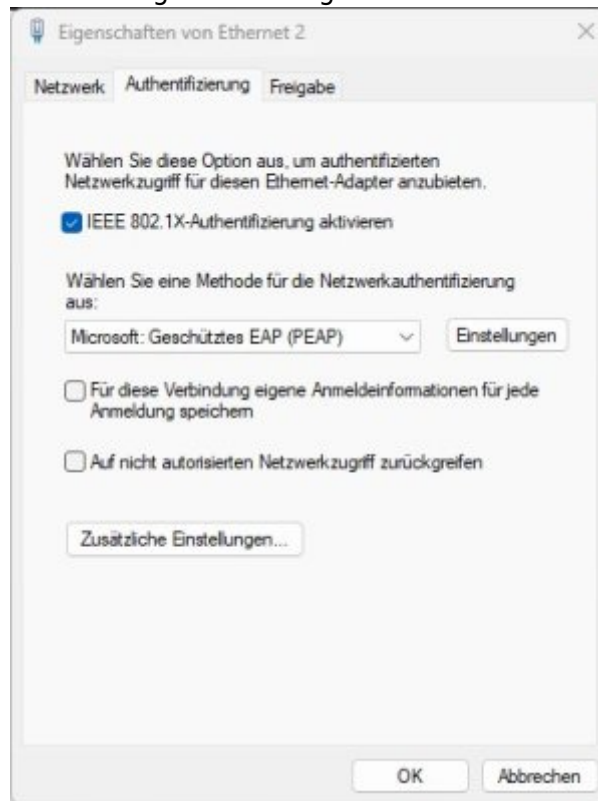 Eigenschaften von Ethernet 2
Netzwerk Authentifizierung Freigabe
Wählen Sie diese Option aus, um authentifizierten
Netzwerkzugriff für diesen Ethernet-Adapter anzubieten.
IEEE 802.1X-Authentifizierung aktivieren
Wählen Sie eine Methode für die Netzwerkauthentifizierung
aus:
Microsoft: Geschütztes EAP (PEAP) Einstellungen
Für diese Verbindung eigene Anmeldeinformationen für jede
Anmeldung speichern
Auf nicht autorisierten Netzwerkzugriff zurückgreifen
Zusätzliche Einstellungen...
OK Abbrechen